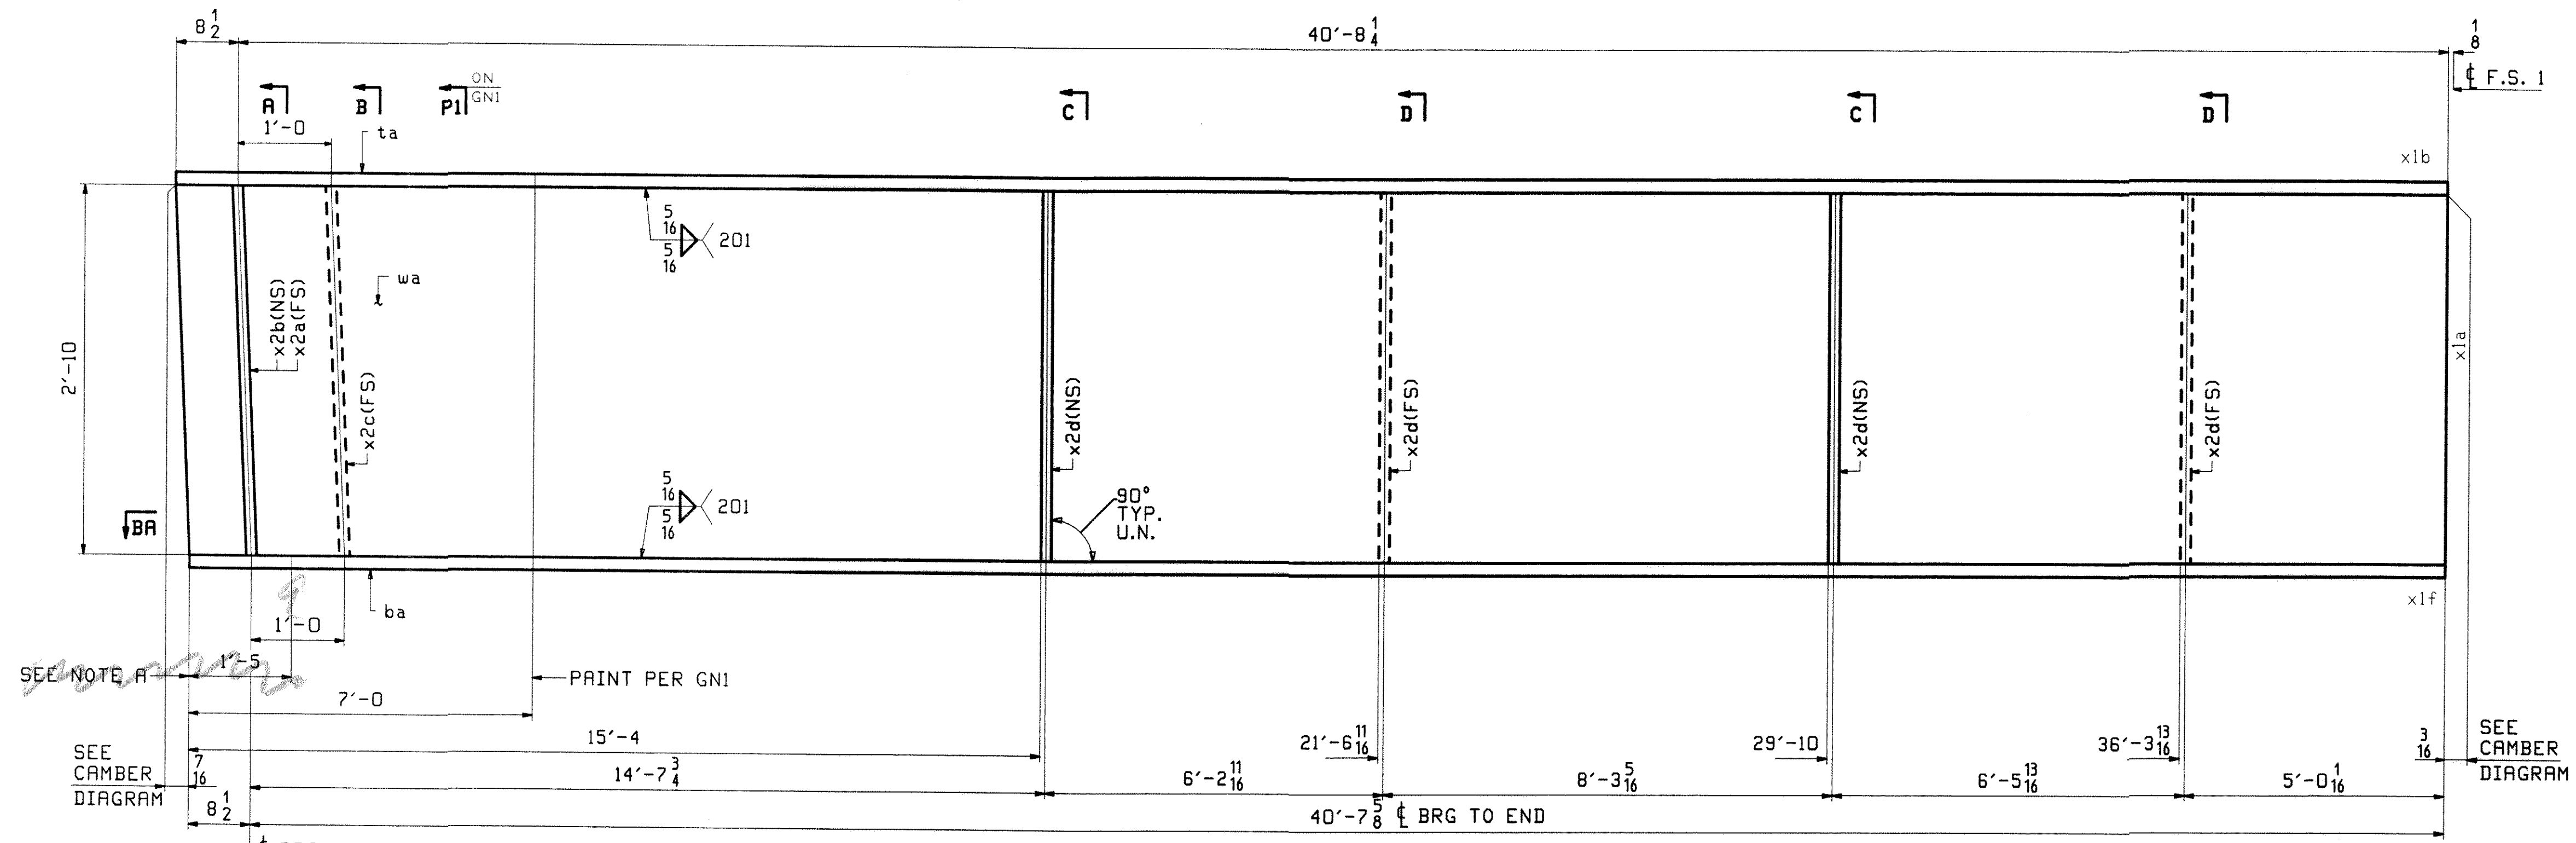 8 1/2
40'-8 1/4
1/8
℄ F.S. 1
A
B
P1
ON
GN1
C
D
C
D
1'-0
ta
x1b
5/16
5/16
201
wa
x2b(NS)
x2a(FS)
x2c(FS)
2'-10
x2d(NS)
x2d(FS)
x2d(NS)
x2d(FS)
x1a
5/16
5/16
201
90°
TYP.
U.N.
BA
ba
x1f
1'-0
1'-5
SEE NOTE A
PAINT PER GN1
7'-0
15'-4
21'-6 11/16
29'-10
36'-3 13/16
3/16
SEE
CAMBER
DIAGRAM
SEE
CAMBER
DIAGRAM
7/16
14'-7 3/4
6'-2 11/16
8'-3 5/16
6'-5 13/16
5'-0 1/16
8 1/2
40'-7 5/8 ℄ BRG TO END